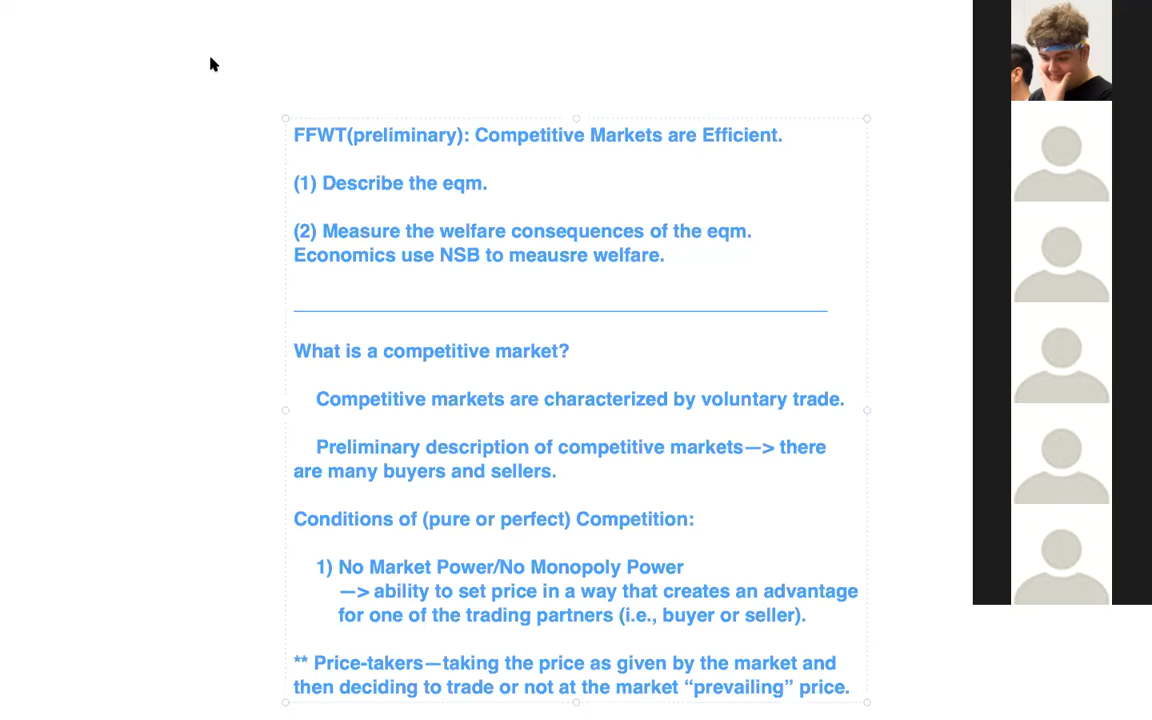 FFWT(preliminary): Competitive Markets are Efficient.
(1) Describe the eqm.
(2) Measure the welfare consequences of the eqm.
Economics use NSB to meausre welfare.
What is a competitive market?
Competitive markets are characterized by voluntary trade.
Preliminary description of competitive markets—> there
are many buyers and sellers.
Conditions of (pure or perfect) Competition:
1) No Market Power/No Monopoly Power
—> ability to set price in a way that creates an advantage
for one of the trading partners (i.e., buyer or seller).
** Price-takers—taking the price as given by the market and
then deciding to trade or not at the market “prevailing” price.